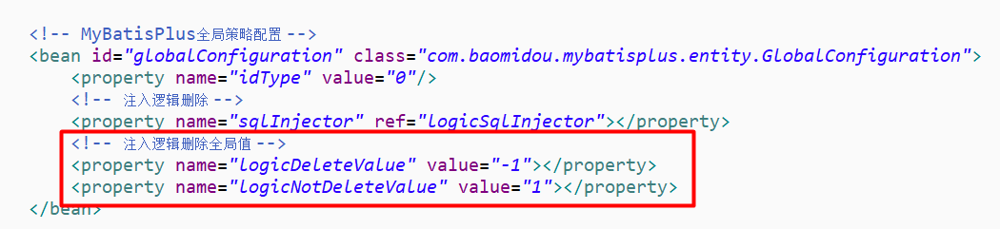 <!-- MyBatisPlus全局策略配置 -->
<bean id="globalConfiguration" class="com.baomidou.mybatisplus.entity.GlobalConfiguration">
<property name="idType" value="0"/>
<!-- 注入逻辑删除 -->
<property name="sqlInjector" ref="logicSqlInjector"></property>
<!-- 注入逻辑删除全局值 -->
<property name="logicDeleteValue" value="-1"></property>
<property name="logicNotDeleteValue" value="1"></property>
</bean>